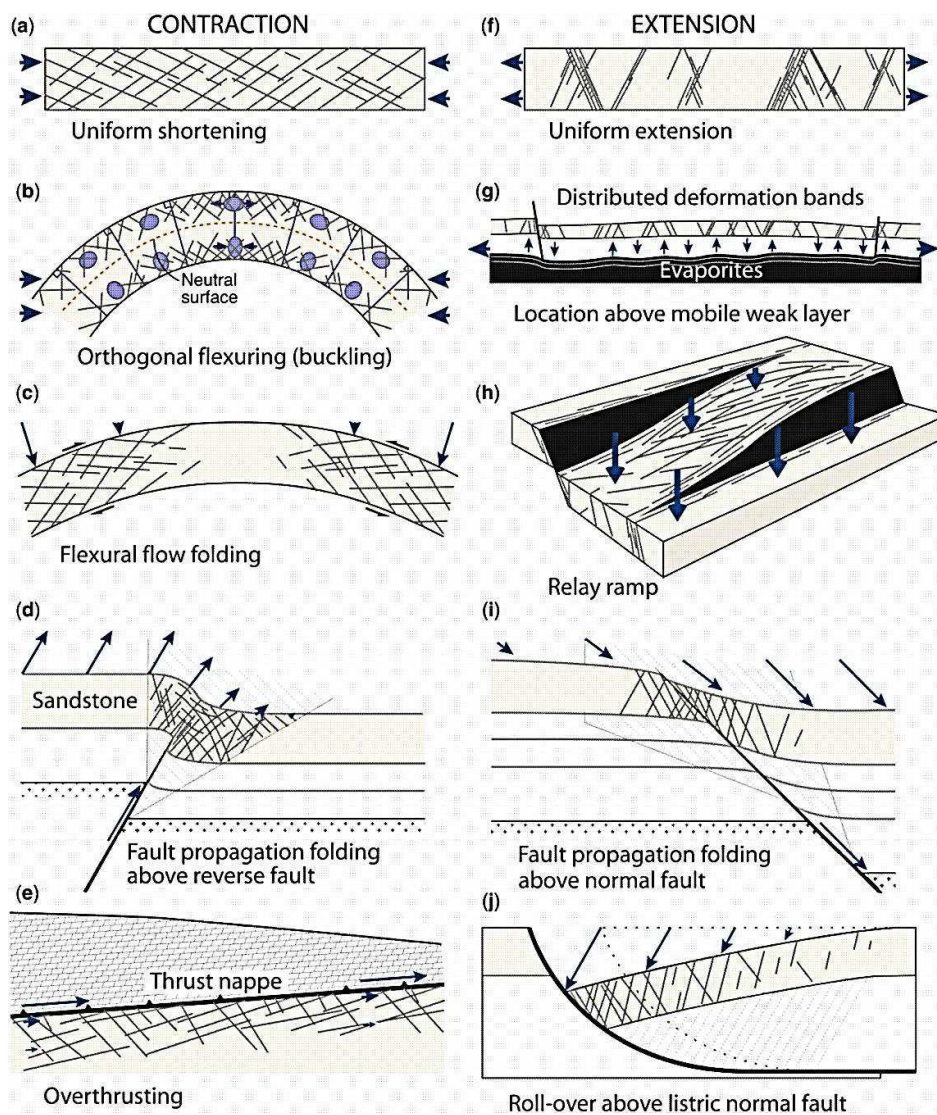 (a) CONTRACTION
Uniform shortening
(b)
Neutral
surface
Orthogonal flexuring (buckling)
(c)
Flexural flow folding
(d)
Sandstone
Fault propagation folding
above reverse fault
(e)
Thrust nappe
Overthrusting
(f) EXTENSION
Uniform extension
(g)
Distributed deformation bands
Evaporites
Location above mobile weak layer
(h)
Relay ramp
(i)
Fault propagation folding
above normal fault
(j)
Roll-over above listric normal fault